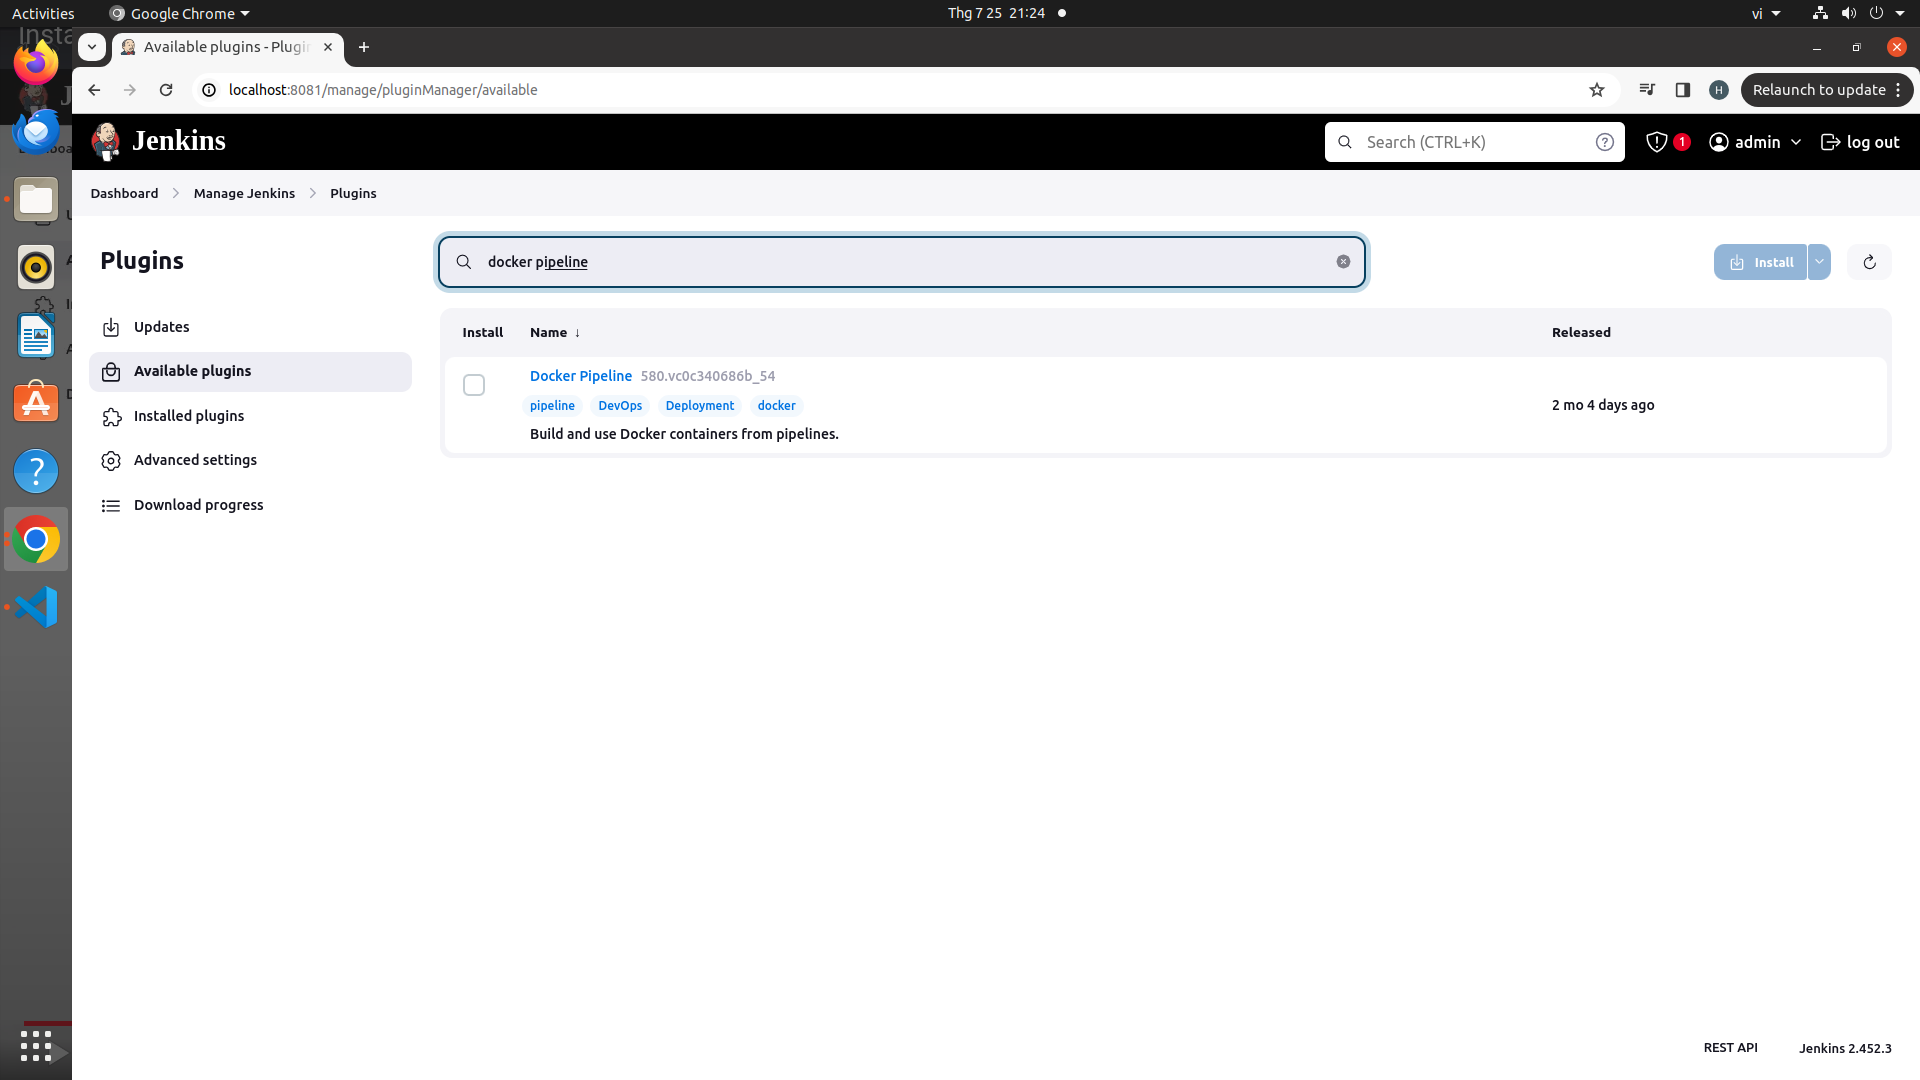 Activities
Google Chrome
Thg 7 25 21:24
vi
Insta
Available plugins - Plugin
localhost:8081/manage/pluginManager/available
H
Relaunch to update
Jenkins
Search (CTRL+K)
1
admin
log out
Dashboard
Manage Jenkins
Plugins
Plugins
docker pipeline
Install
Updates
Available plugins
Installed plugins
Advanced settings
Download progress
Install
Name ↓
Released
Docker Pipeline 580.vc0c340686b_54
pipeline
DevOps
Deployment
docker
Build and use Docker containers from pipelines.
2 mo 4 days ago
REST API
Jenkins 2.452.3